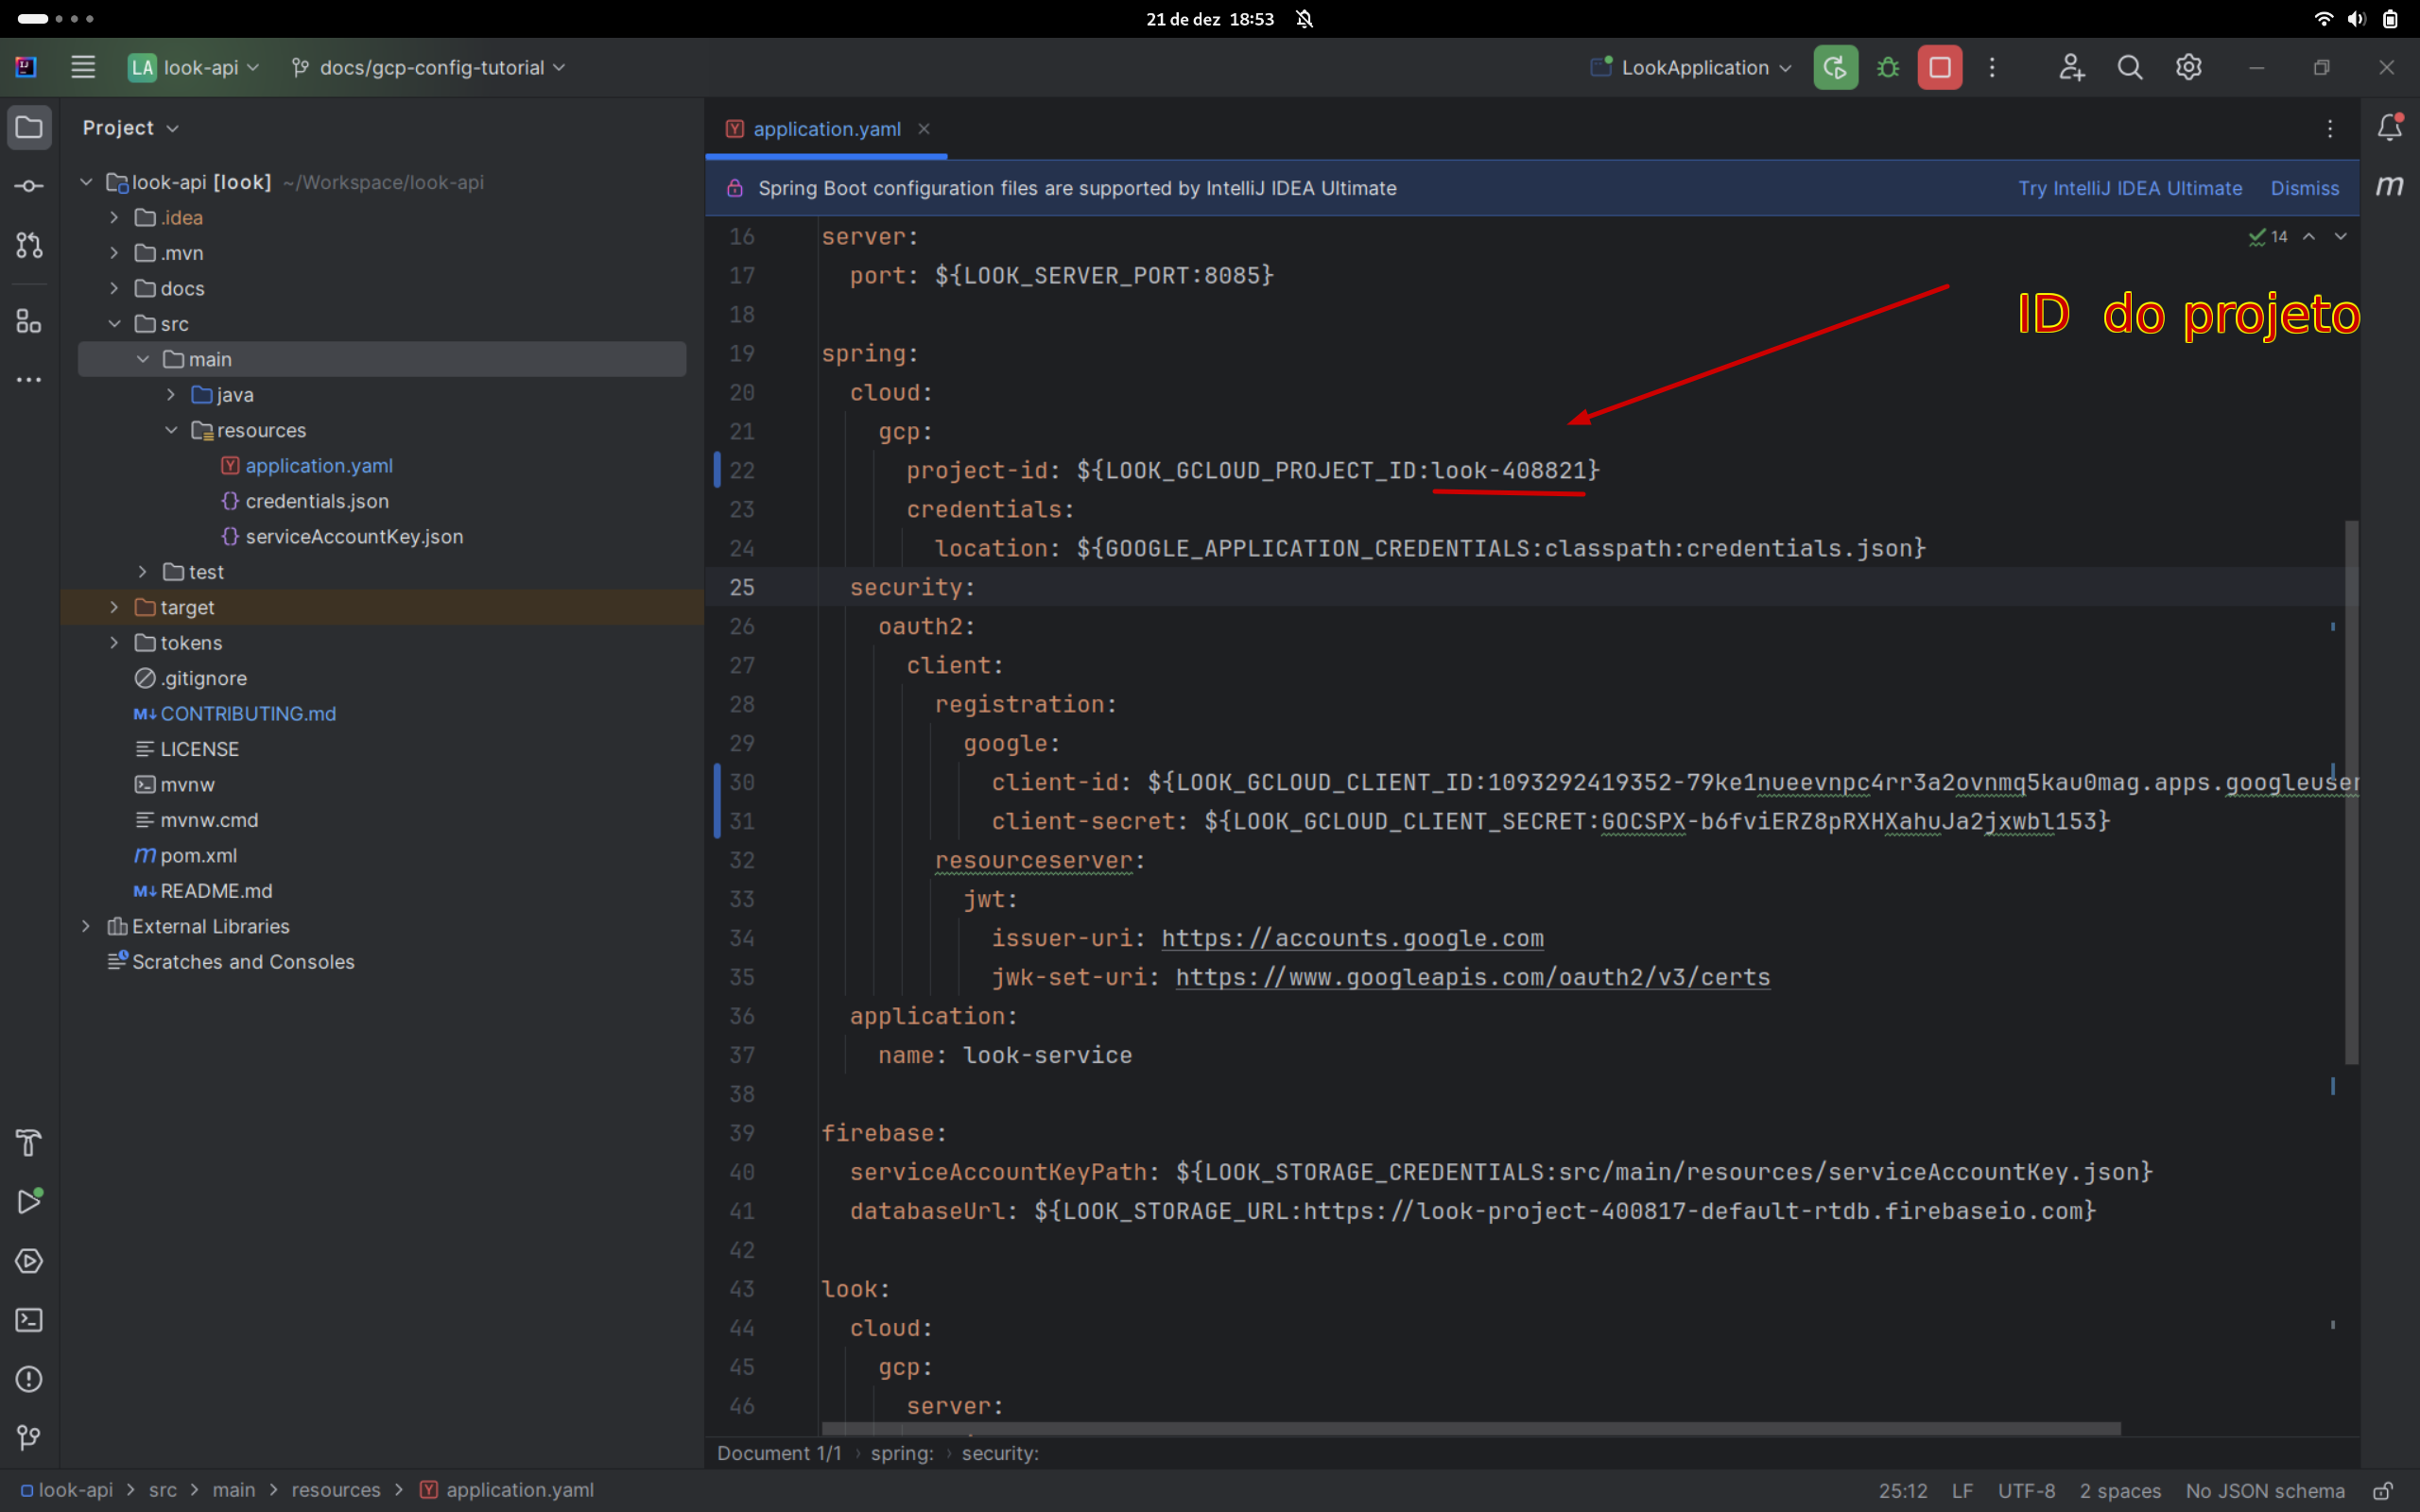 21 de dez 18:53
LA look-api docs/gcp-config-tutorial LookApplication
Project
look-api [look] ~/Workspace/look-api
.idea
.mvn
docs
src
main
java
resources
application.yaml
credentials.json
serviceAccountKey.json
test
target
tokens
.gitignore
CONTRIBUTING.md
LICENSE
mvnw
mvnw.cmd
pom.xml
README.md
External Libraries
Scratches and Consoles
application.yaml
Spring Boot configuration files are supported by IntelliJ IDEA Ultimate Try IntelliJ IDEA Ultimate Dismiss
14
ID do projeto
16 server:
17 port: ${LOOK_SERVER_PORT:8085}
18
19 spring:
20 cloud:
21 gcp:
22 project-id: ${LOOK_GCLOUD_PROJECT_ID:look-408821}
23 credentials:
24 location: ${GOOGLE_APPLICATION_CREDENTIALS:classpath:credentials.json}
25 security:
26 oauth2:
27 client:
28 registration:
29 google:
30 client-id: ${LOOK_GCLOUD_CLIENT_ID:1093292419352-79ke1nueevnpc4rr3a2ovnmq5kau0mag.apps.googleuser
31 client-secret: ${LOOK_GCLOUD_CLIENT_SECRET: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}
32 resourceserver:
33 jwt:
34 issuer-uri: https://accounts.google.com
35 jwk-set-uri: https://www.googleapis.com/oauth2/v3/certs
36 application:
37 name: look-service
38
39 firebase:
40 serviceAccountKeyPath: ${LOOK_STORAGE_CREDENTIALS:src/main/resources/serviceAccountKey.json}
41 databaseUrl: ${LOOK_STORAGE_URL:https://look-project-400817-default-rtdb.firebaseio.com}
42
43 look:
44 cloud:
45 gcp:
46 server:
Document 1/1 › spring: › security:
look-api > src > main > resources > application.yaml
25:12 LF UTF-8 2 spaces No JSON schema